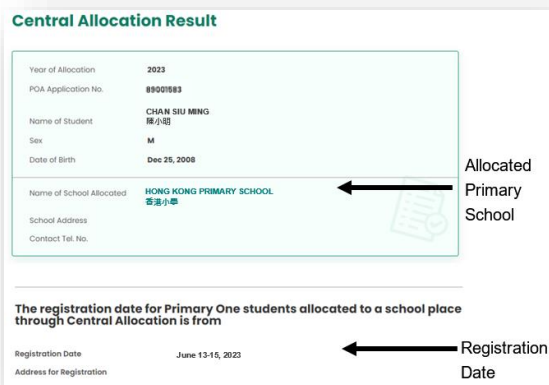 Central Allocation Result
Year of Allocation 2023
POA Application No. 89001583
Name of Student CHAN SIU MING
陳小明
Sex M
Date of Birth Dec 25, 2008
Name of School Allocated HONG KONG PRIMARY SCHOOL
香港小學
School Address
Contact Tel. No.
Allocated
Primary
School
The registration date for Primary One students allocated to a school place
through Central Allocation is from
Registration Date June 13-15, 2023
Address for Registration
Registration
Date